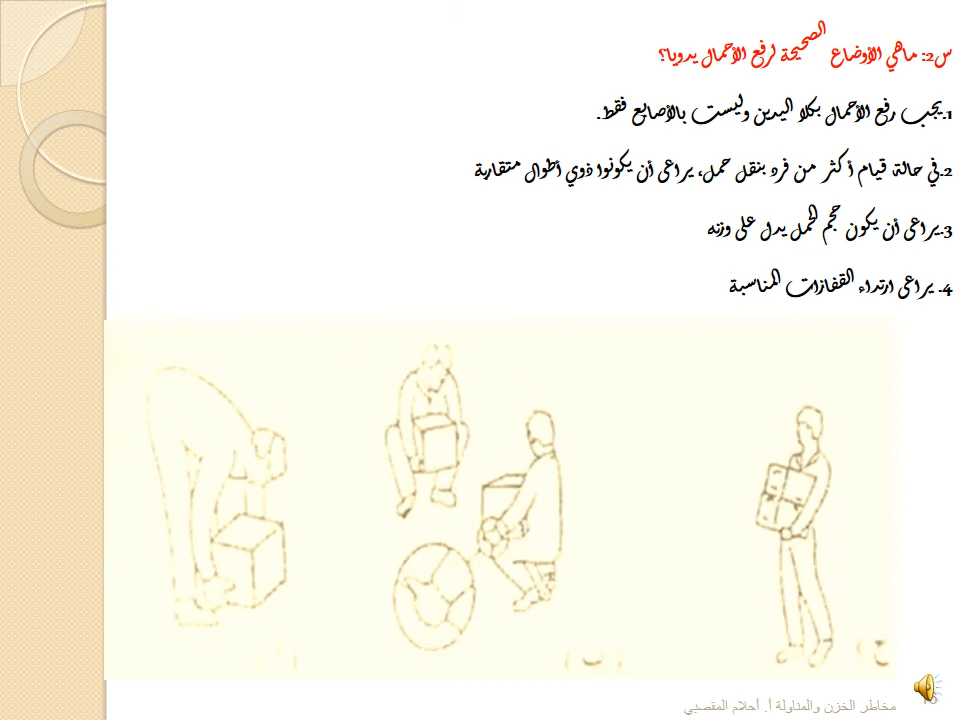 س2: ماهي الأوضاع الصحيحة لرفع الأحمال يدويا؟
1.يجب رفع الأحمال بكلا اليدين وليست بالأصابع فقط.
2.في حالة قيام أكثر من فرد بنقل حمل، يراعى أن يكونوا ذوي أطوال متقاربة
3.يراعى أن يكون حجم الحمل يدل على وزنه
4. يراعى ارتداء القفازات المناسبة
مخاطر الخزن والمناولة أ. أحلام المقصبي